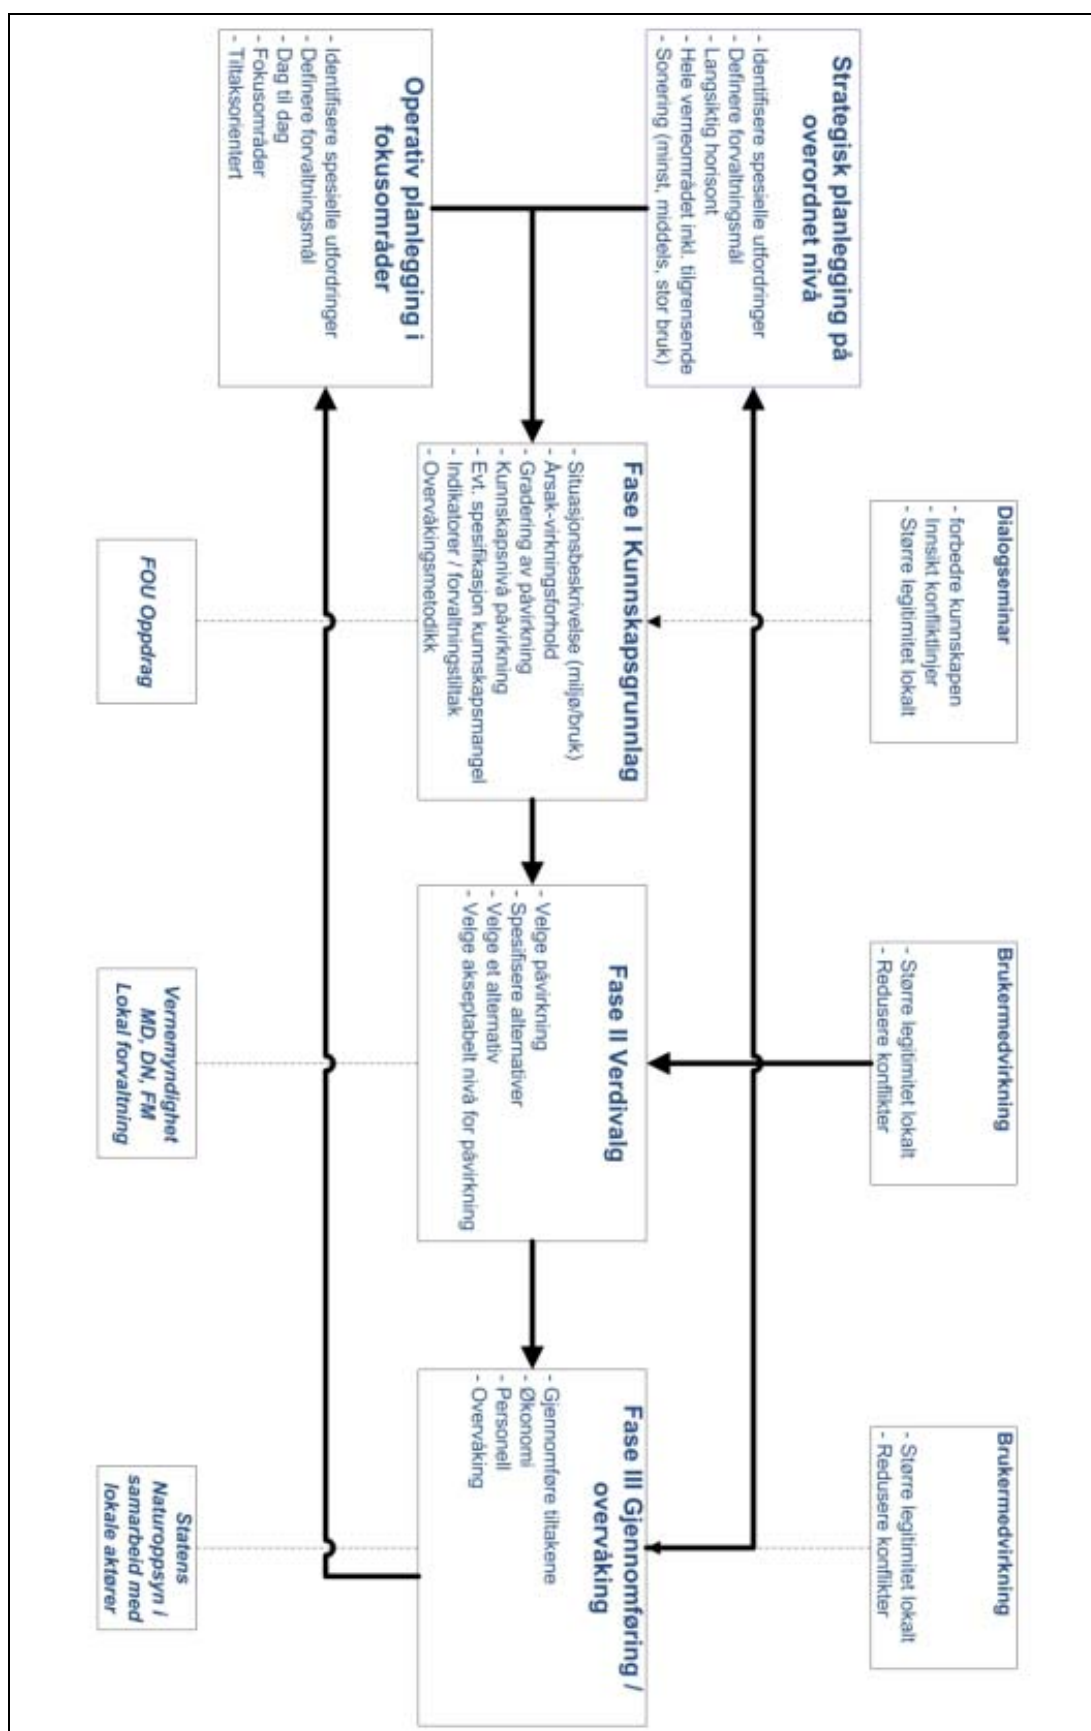 Dialogseminar
- forbedre kunnskapen
- Innsikt konfliktlinjer
- Større legitimitet lokalt
Brukermedvirkning
- Større legitimitet lokalt
- Redusere konflikter
Brukermedvirkning
- Større legitimitet lokalt
- Redusere konflikter
Strategisk planlegging på
overordnet nivå
- Identifisere spesielle utfordringer
- Definere forvaltningsmål
- Langsiktig horisont
- Hele verneområdet inkl. tilgrensende
- Sonering (minst, middels, stor bruk)
Fase I Kunnskapsgrunnlag
- Situasjonsbeskrivelse (miljø/bruk)
- Årsak-virkningsforhold
- Gradering av påvirkning
- Kunnskapsnivå påvirkning
- Evt. spesifikasjon kunnskapsmangel
- Indikatorer / forvaltningstiltak
- Overvåkingsmetodikk
Fase II Verdivalg
- Velge påvirkning
- Spesifisere alternativer
- Velge et alternativ
- Velge akseptabelt nivå for påvirkning
Fase III Gjennomføring /
overvåking
- Gjennomføre tiltakene
- Økonomi
- Personell
- Overvåking
Operativ planlegging i
fokusområder
- Identifisere spesielle utfordringer
- Definere forvaltningsmål
- Dag til dag
- Fokusområder
- Tiltaksorientert
FOU Oppdrag
Vernemyndighet
MD, DN, FM
Lokal forvaltning
Statens
Naturoppsyn i
samarbeid med
lokale aktører